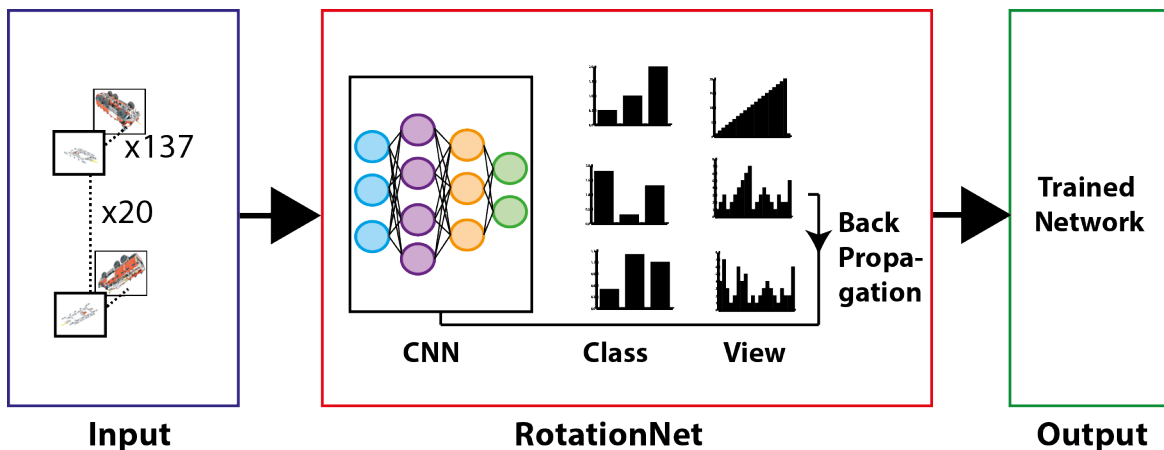 x137
x20
Back
Propa-
gation
Trained
Network
CNN
Class
View
Input
RotationNet
Output